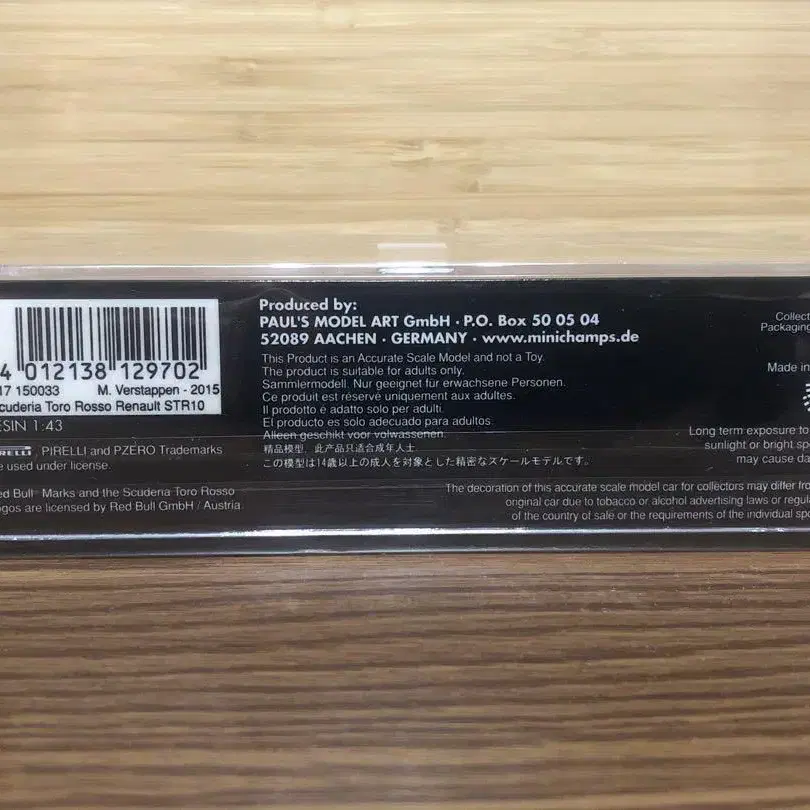 4 012138 129702
17 150033 M. Verstappen - 2015
cuderia Toro Rosso Renault STR10
ESIN 1:43
RELLI PIRELLI and PZERO Trademarks
e used under license.
ed Bull Marks and the Scuderia Toro Rosso
ogos are licensed by Red Bull GmbH / Austria
Produced by:
PAUL'S MODEL ART GmbH · P.O. Box 50 05 04
52089 AACHEN · GERMANY · www.minichamps.de
This Product is an Accurate Scale Model and not a Toy.
The product is suitable for adults only.
Sammlermodell. Nur geeignet für erwachsene Personen.
Ce produit est réservé uniquement aux adultes.
Il prodotto è adatto solo per adulti.
El producto es solo adecuado para adultos.
Alleen geschikt voor volwassenen.
精品模型，此产品只适合成年人士.
この模型は14歳以上の成人を対象とした精密なスケールモデルです。
Collect
Packaging
Made in
Long term exposure to
sunlight or bright sp
may cause da
The decoration of this accurate scale model car for collectors may differ from
original car due to tobacco or alcohol advertising laws or regul
of the country of sale or the requirements of the individual spo